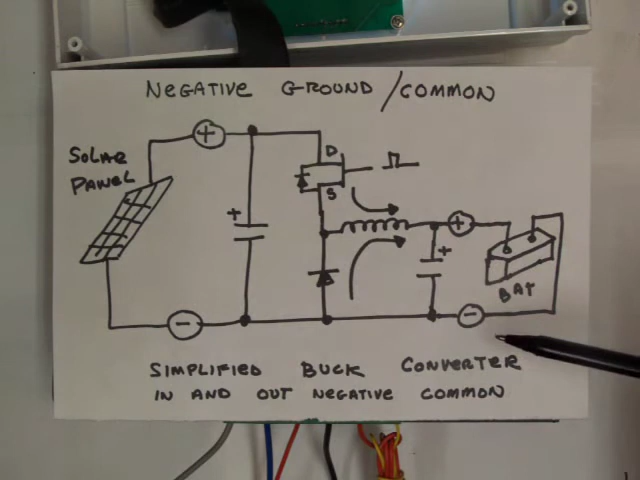 NEGATIVE GROUND/COMMON
SOLAR
PANEL
+
D
S
+
+
+
BAT
-
-
SIMPLIFIED BUCK CONVERTER
IN AND OUT NEGATIVE COMMON